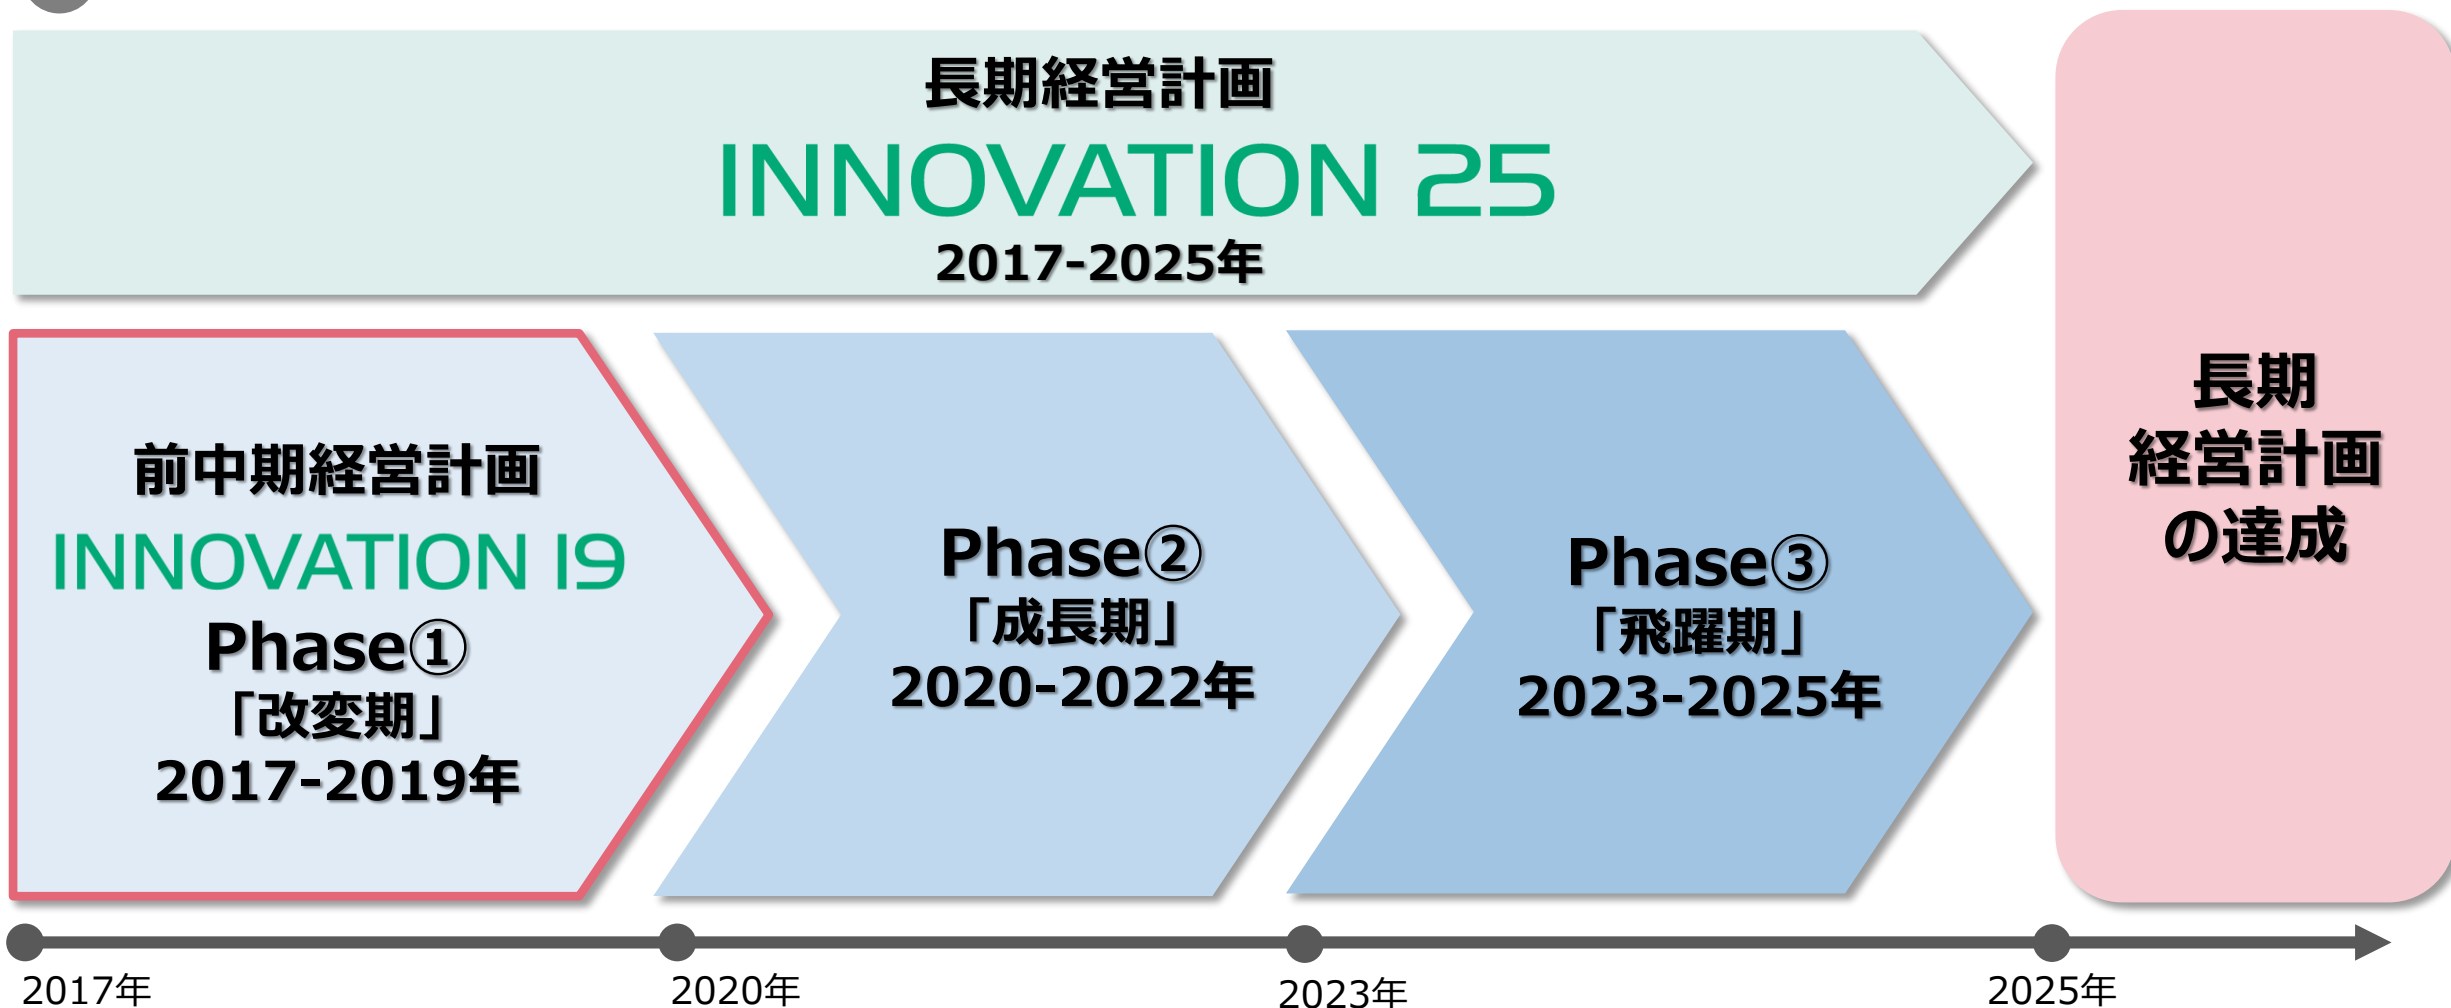 長期経営計画
INNOVATION 25
2017-2025年
前中期経営計画
INNOVATION 19
Phase①
「改変期」
2017-2019年
Phase②
「成長期」
2020-2022年
Phase③
「飛躍期」
2023-2025年
長期
経営計画
の達成
2017年
2020年
2023年
2025年